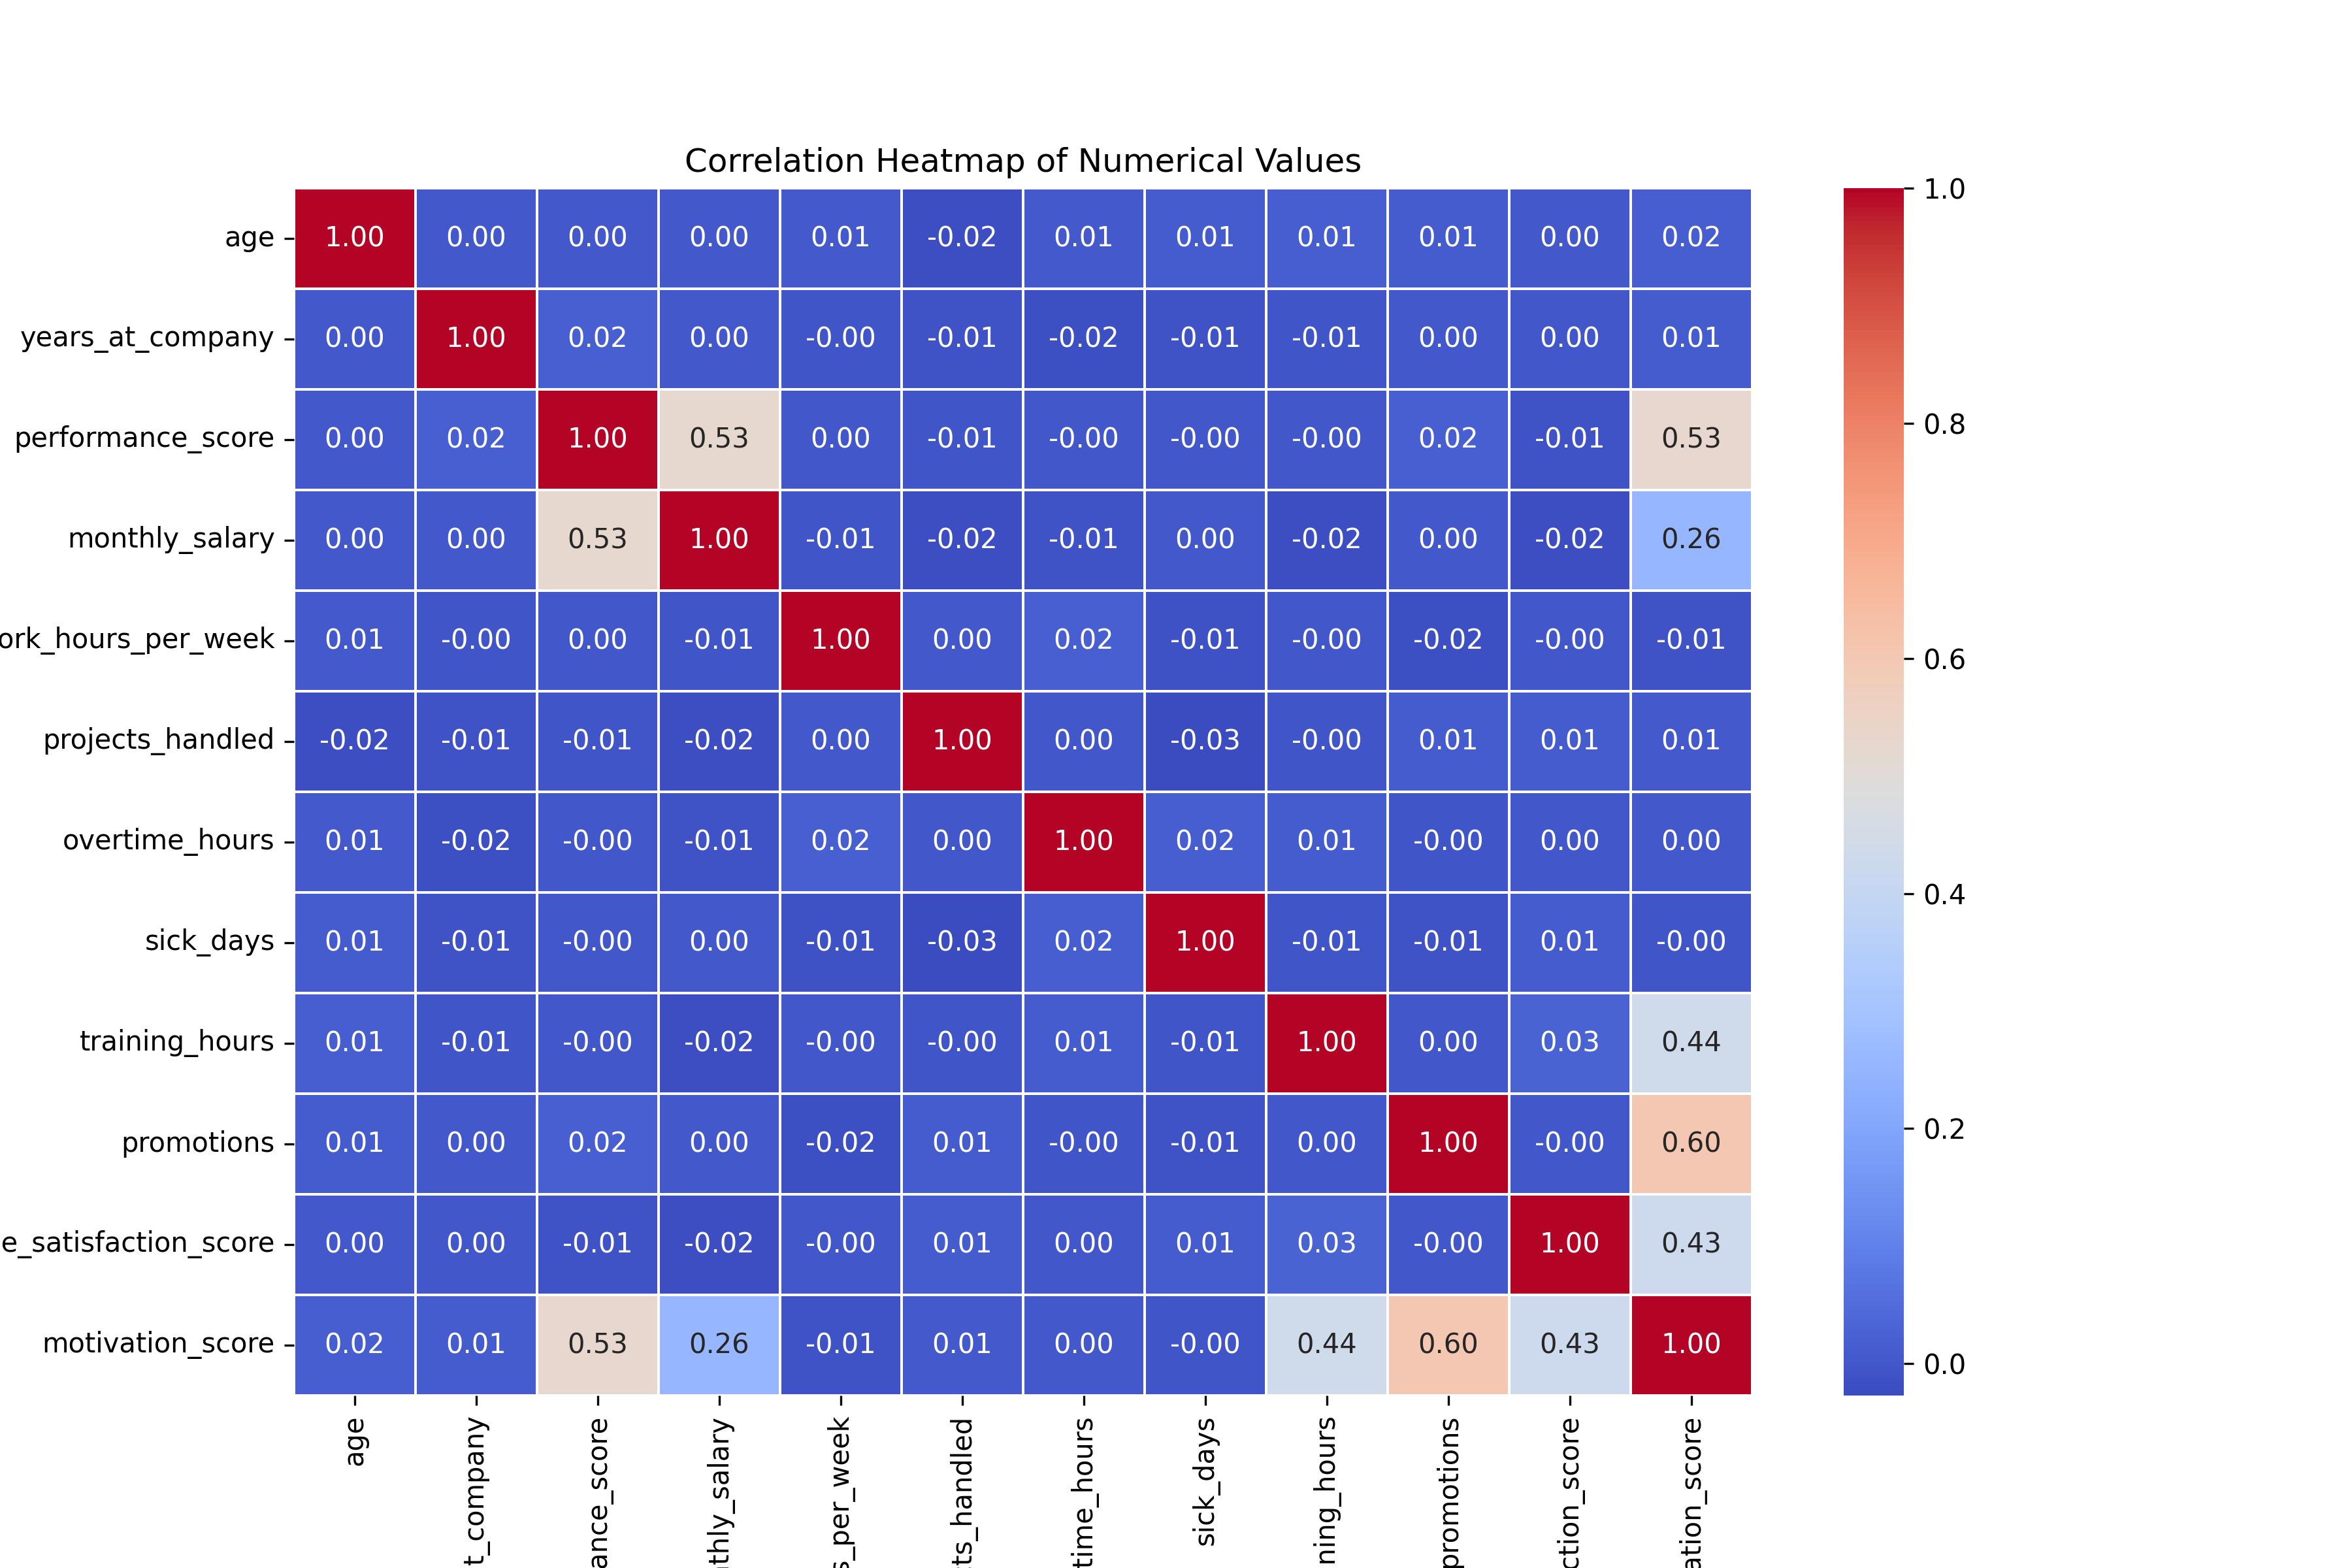 Correlation Heatmap of Numerical Values
age 1.00 0.00 0.00 0.00 0.01 -0.02 0.01 0.01 0.01 0.01 0.00 0.02
years_at_company 0.00 1.00 0.02 0.00 -0.00 -0.01 -0.02 -0.01 -0.01 0.00 0.00 0.01
performance_score 0.00 0.02 1.00 0.53 0.00 -0.01 -0.00 -0.00 -0.00 0.02 -0.01 0.53
monthly_salary 0.00 0.00 0.53 1.00 -0.01 -0.02 -0.01 0.00 -0.02 0.00 -0.02 0.26
ork_hours_per_week 0.01 -0.00 0.00 -0.01 1.00 0.00 0.02 -0.01 -0.00 -0.02 -0.00 -0.01
projects_handled -0.02 -0.01 -0.01 -0.02 0.00 1.00 0.00 -0.03 -0.00 0.01 0.01 0.01
overtime_hours 0.01 -0.02 -0.00 -0.01 0.02 0.00 1.00 0.02 0.01 -0.00 0.00 0.00
sick_days 0.01 -0.01 -0.00 0.00 -0.01 -0.03 0.02 1.00 -0.01 -0.01 0.01 -0.00
training_hours 0.01 -0.01 -0.00 -0.02 -0.00 -0.00 0.01 -0.01 1.00 0.00 0.03 0.44
promotions 0.01 0.00 0.02 0.00 -0.02 0.01 -0.00 -0.01 0.00 1.00 -0.00 0.60
e_satisfaction_score 0.00 0.00 -0.01 -0.02 -0.00 0.01 0.00 0.01 0.03 -0.00 1.00 0.43
motivation_score 0.02 0.01 0.53 0.26 -0.01 0.01 0.00 -0.00 0.44 0.60 0.43 1.00
age
t_company
ance_score
thly_salary
s_per_week
ts_handled
time_hours
sick_days
ning_hours
promotions
ction_score
ation_score
1.0
0.8
0.6
0.4
0.2
0.0